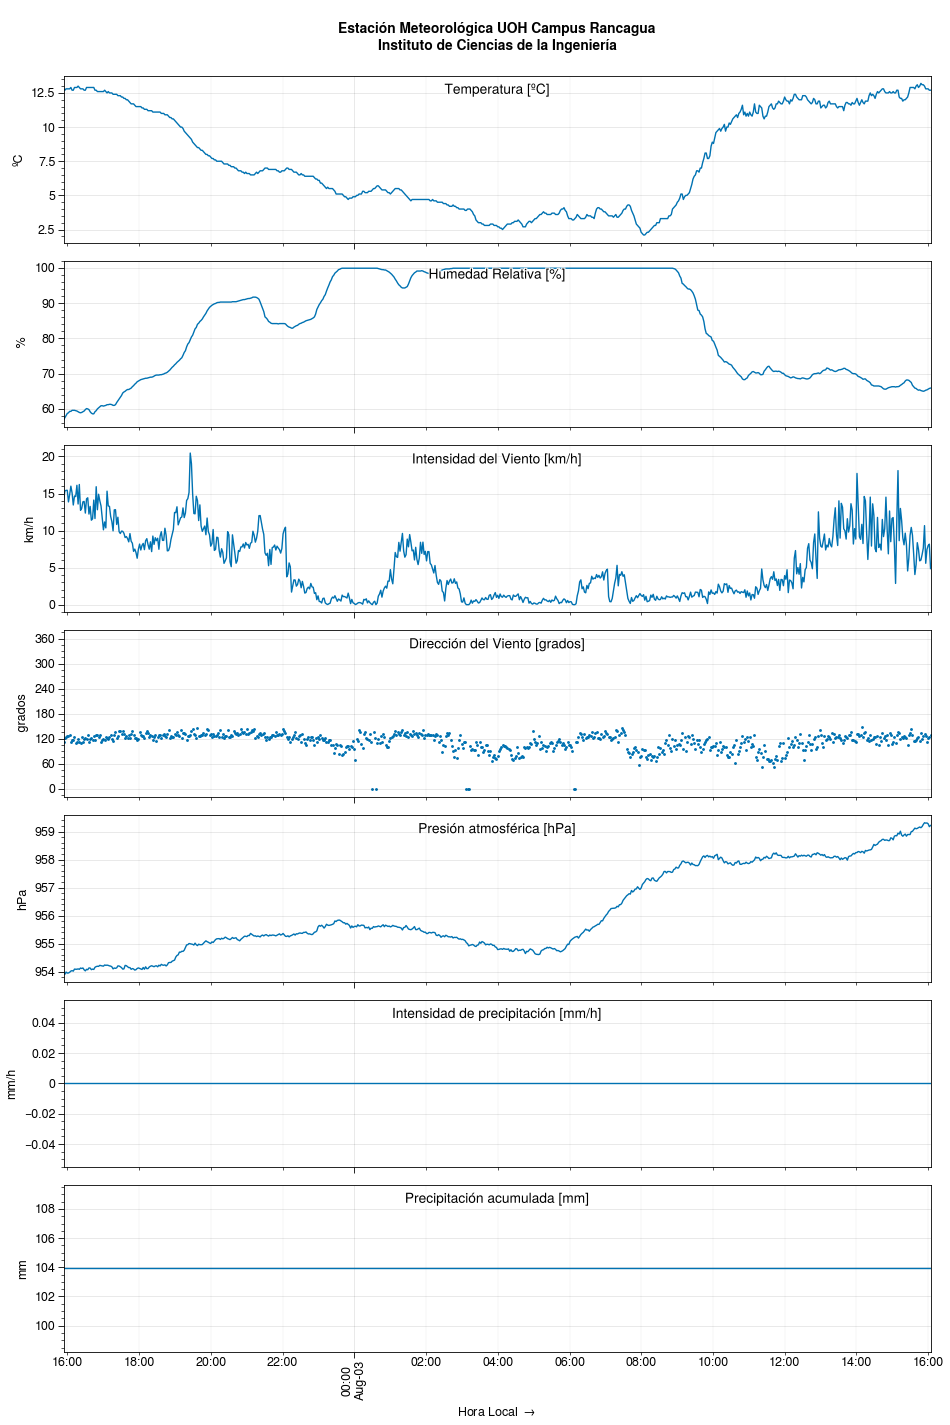 Estación Meteorológica UOH Campus Rancagua
Instituto de Ciencias de la Ingeniería
Temperatura [ºC]
ºC
12.5
10
7.5
5
2.5
Humedad Relativa [%]
%
100
90
80
70
60
Intensidad del Viento [km/h]
km/h
20
15
10
5
0
Dirección del Viento [grados]
grados
360
300
240
180
120
60
0
Presión atmosférica [hPa]
hPa
959
958
957
956
955
954
Intensidad de precipitación [mm/h]
mm/h
0.04
0.02
0
−0.02
−0.04
Precipitación acumulada [mm]
mm
108
106
104
102
100
16:00 18:00 20:00 22:00 00:00 02:00 04:00 06:00 08:00 10:00 12:00 14:00 16:00
Aug-03
Hora Local →